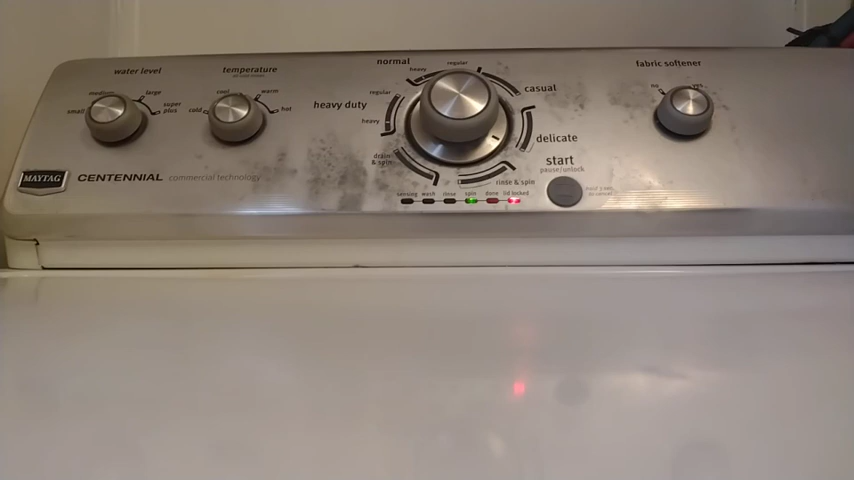 water level
small
medium
large
super
plus
temperature
cold
cool
warm
hot
normal
heavy
regular
heavy duty
regular
heavy
drain
& spin
casual
delicate
rinse & spin
start
pause/unlock
sensing wash rinse spin done lid locked
fabric softener
no
yes
MAYTAG
CENTENNIAL commercial technology